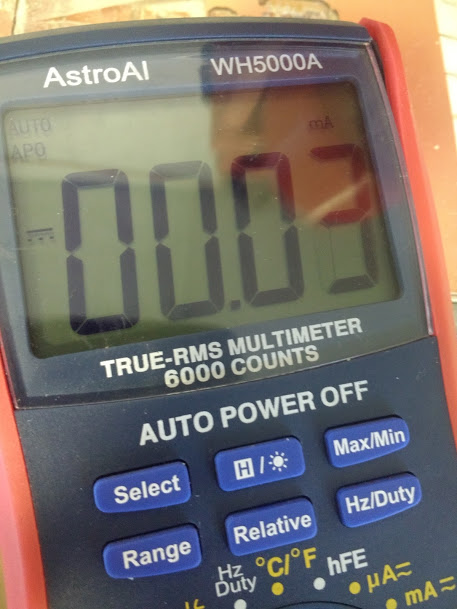 AstroAI WH5000A
AUTO mA
APO
00.03
TRUE-RMS MULTIMETER
6000 COUNTS
AUTO POWER OFF
Select H/ Max/Min
Range Relative Hz/Duty
Hz
Duty °C/°F hFE
µA
mA